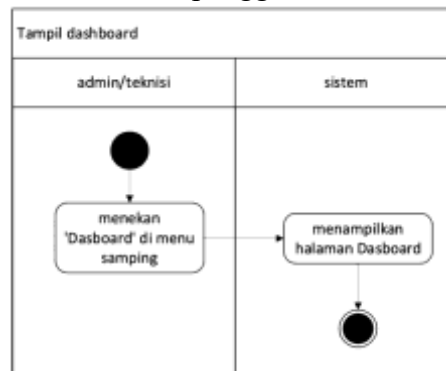 Tampil dashboard
admin/teknisi
sistem
menekan
'Dasboard' di menu
samping
menampilkan
halaman Dasboard